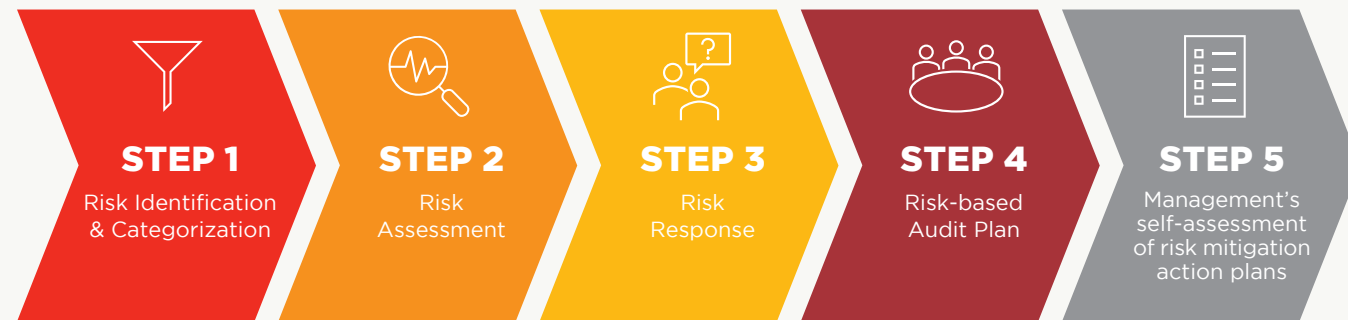 ?
STEP 1
Risk Identification
& Categorization
STEP 2
Risk
Assessment
STEP 3
Risk
Response
STEP 4
Risk-based
Audit Plan
STEP 5
Management’s
self-assessment
of risk mitigation
action plans